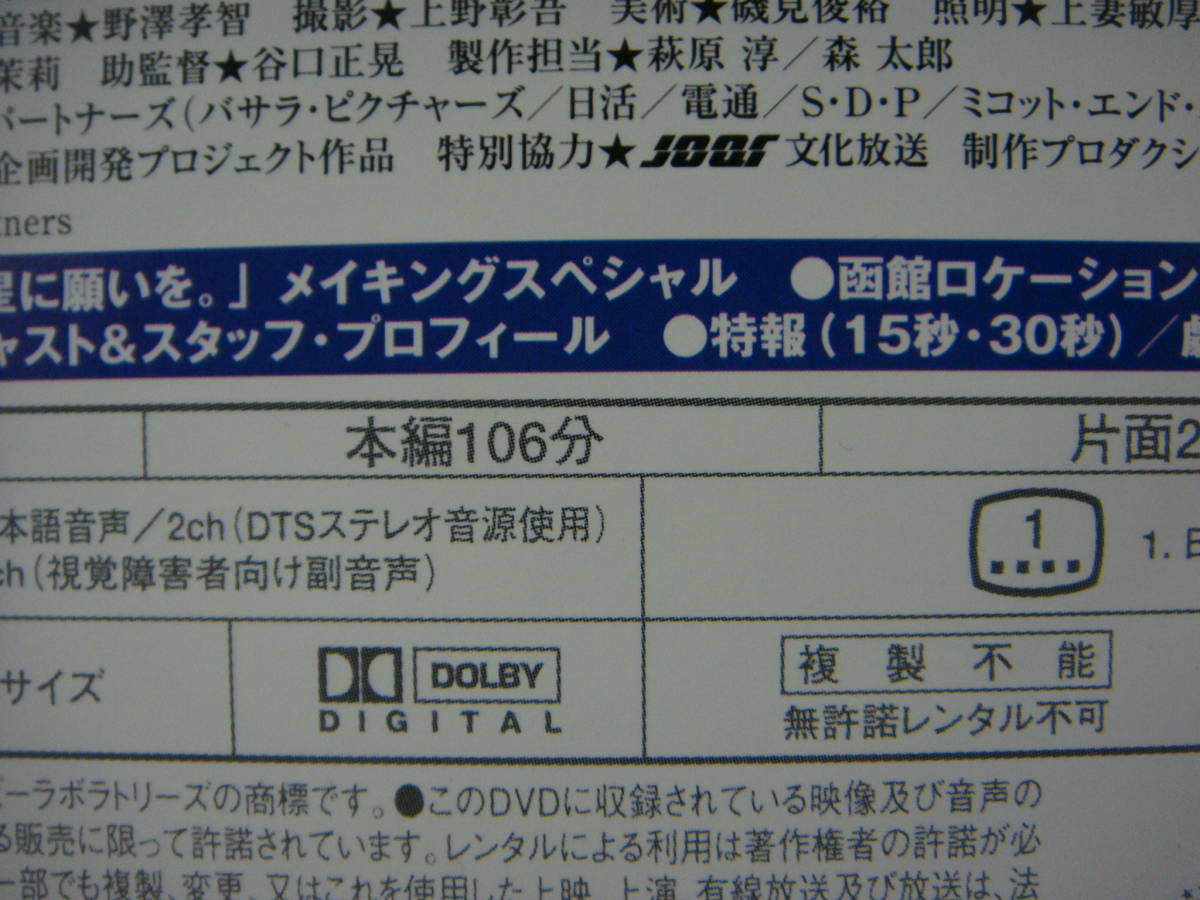 音楽★野澤孝智 撮影★上野彰吾 美術★磯見俊裕 照明★上妻敏厚
茉莉 助監督★谷口正晃 製作担当★萩原 淳／森 太郎
パートナーズ(バサラ・ピクチャーズ／日活／電通／S・D・P／ミコット・エンド・
企画開発プロジェクト作品 特別協力★JOQR 文化放送 制作プロダクシ
tners
星に願いを。」メイキングスペシャル ●函館ロケーション
ャスト&スタッフ・プロフィール ●特報(15秒・30秒)／劇
本編106分
片面2
本語音声／2ch(DTSステレオ音源使用)
ch(視覚障害者向け副音声)
1
1. 日
サイズ
DOLBY
DIGITAL
複製不能
無許諾レンタル不可
ビーラボラトリーズの商標です。●このDVDに収録されている映像及び音声の
る販売に限って許諾されています。レンタルによる利用は著作権者の許諾が必
一部でも複製、変更、又はこれを使用した上映、上演、有線放送及び放送は、法